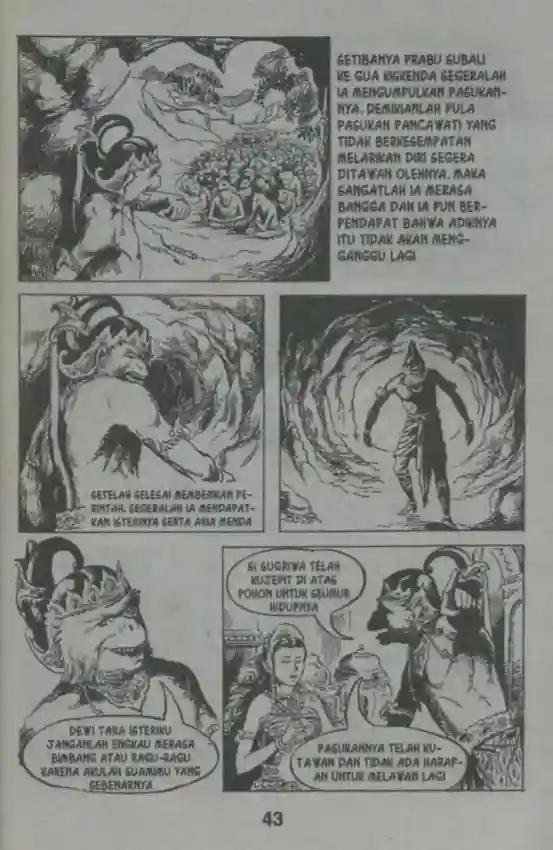 SETIBANYA PRABU SUBALI
KE GUA KISKENDA SEGERALAH
IA MENGUMPULKAN PASUKAN-
NYA. DEMIKIANLAH PULA
PASUKAN PANCAWATI YANG
TIDAK BERKESEMPATAN
MELARIKAN DIRI SEGERA
DITAWAN OLEHNYA. MAKA
SANGATLAH IA MERASA
BANGGA DAN IA PUN BER-
PENDAPAT BAHWA ADIKNYA
ITU TIDAK AKAN MENG-
GANGGU LAGI
SETELAH SELESAI MEMBERIKAN PE-
RINTAH. SEGERALAH IA MENDAPAT-
KAN ISTERINYA SERTA ARIA MENDA
DEWI TARA ISTERIKU
JANGANLAH ENGKAU MERASA
BIMBANG ATAU RAGU-RAGU
KARENA AKULAH SUAMIMU YANG
SEBENARNYA
SI SUGRIWA TELAH
KUJEPIT DI ATAS
POHON UNTUK SEUMUR
HIDUPNYA
PASUKANNYA TELAH KU-
TAWAN DAN TIDAK ADA HARAP-
AN UNTUK MELAWAN LAGI
43